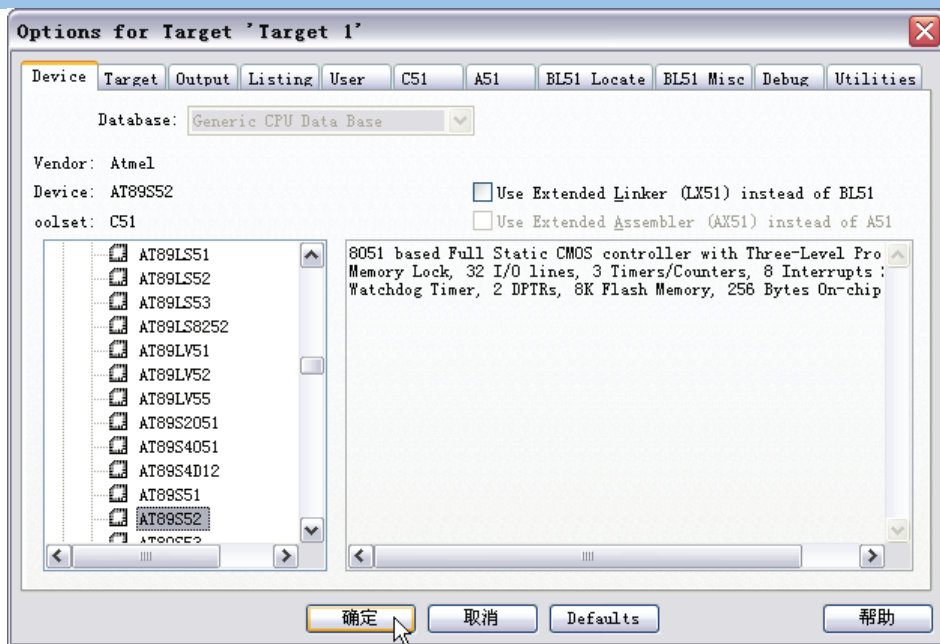 Options for Target 'Target 1'
Device Target Output Listing User C51 A51 BL51 Locate BL51 Misc Debug Utilities
Database: Generic CPU Data Base
Vendor: Atmel
Device: AT89S52
Use Extended Linker (LX51) instead of BL51
oolset: C51
Use Extended Assembler (AX51) instead of A51
AT89LS51
AT89LS52
AT89LS53
AT89LS8252
AT89LV51
AT89LV52
AT89LV55
AT89S2051
AT89S4051
AT89S4D12
AT89S51
AT89S52
8051 based Full Static CMOS controller with Three-Level Pro
Memory Lock, 32 I/O lines, 3 Timers/Counters, 8 Interrupts
Watchdog Timer, 2 DPTRs, 8K Flash Memory, 256 Bytes On-chip
确定 取消 Defaults 帮助